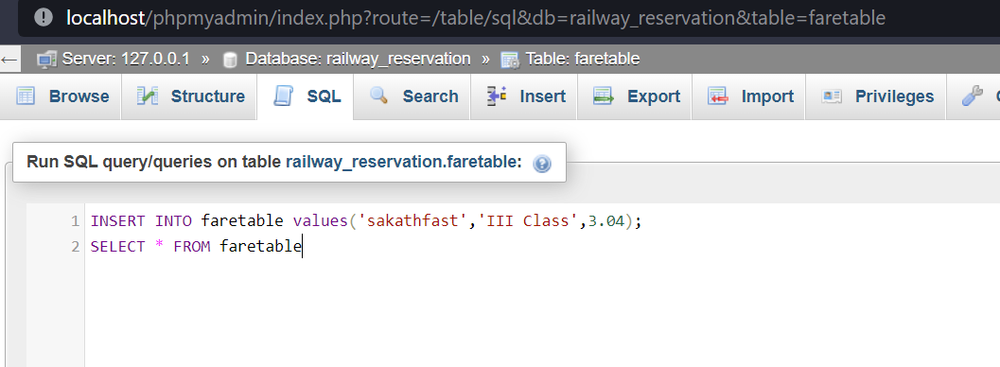 localhost/phpmyadmin/index.php?route=/table/sql&db=railway_reservation&table=faretable
← Server: 127.0.0.1 » Database: railway_reservation » Table: faretable
Browse Structure SQL Search Insert Export Import Privileges
Run SQL query/queries on table railway_reservation.faretable:
1 INSERT INTO faretable values('sakathfast','III Class',3.04);
2 SELECT * FROM faretable